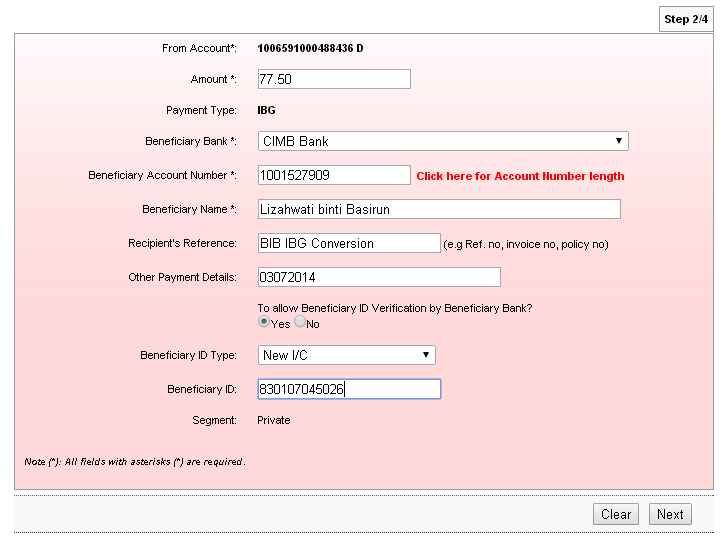 Step 2/4
From Account*: 1006591000488436 D
Amount *: 77.50
Payment Type: IBG
Beneficiary Bank *: CIMB Bank
Beneficiary Account Number *: 1001527909 Click here for Account Number length
Beneficiary Name *: Lizahwati binti Basirun
Recipient's Reference: BIB IBG Conversion (e.g Ref. no, invoice no, policy no)
Other Payment Details: 03072014
To allow Beneficiary ID Verification by Beneficiary Bank?
Yes No
Beneficiary ID Type: New I/C
Beneficiary ID: 830107045026
Segment: Private
Note (*): All fields with asterisks (*) are required.
Clear Next